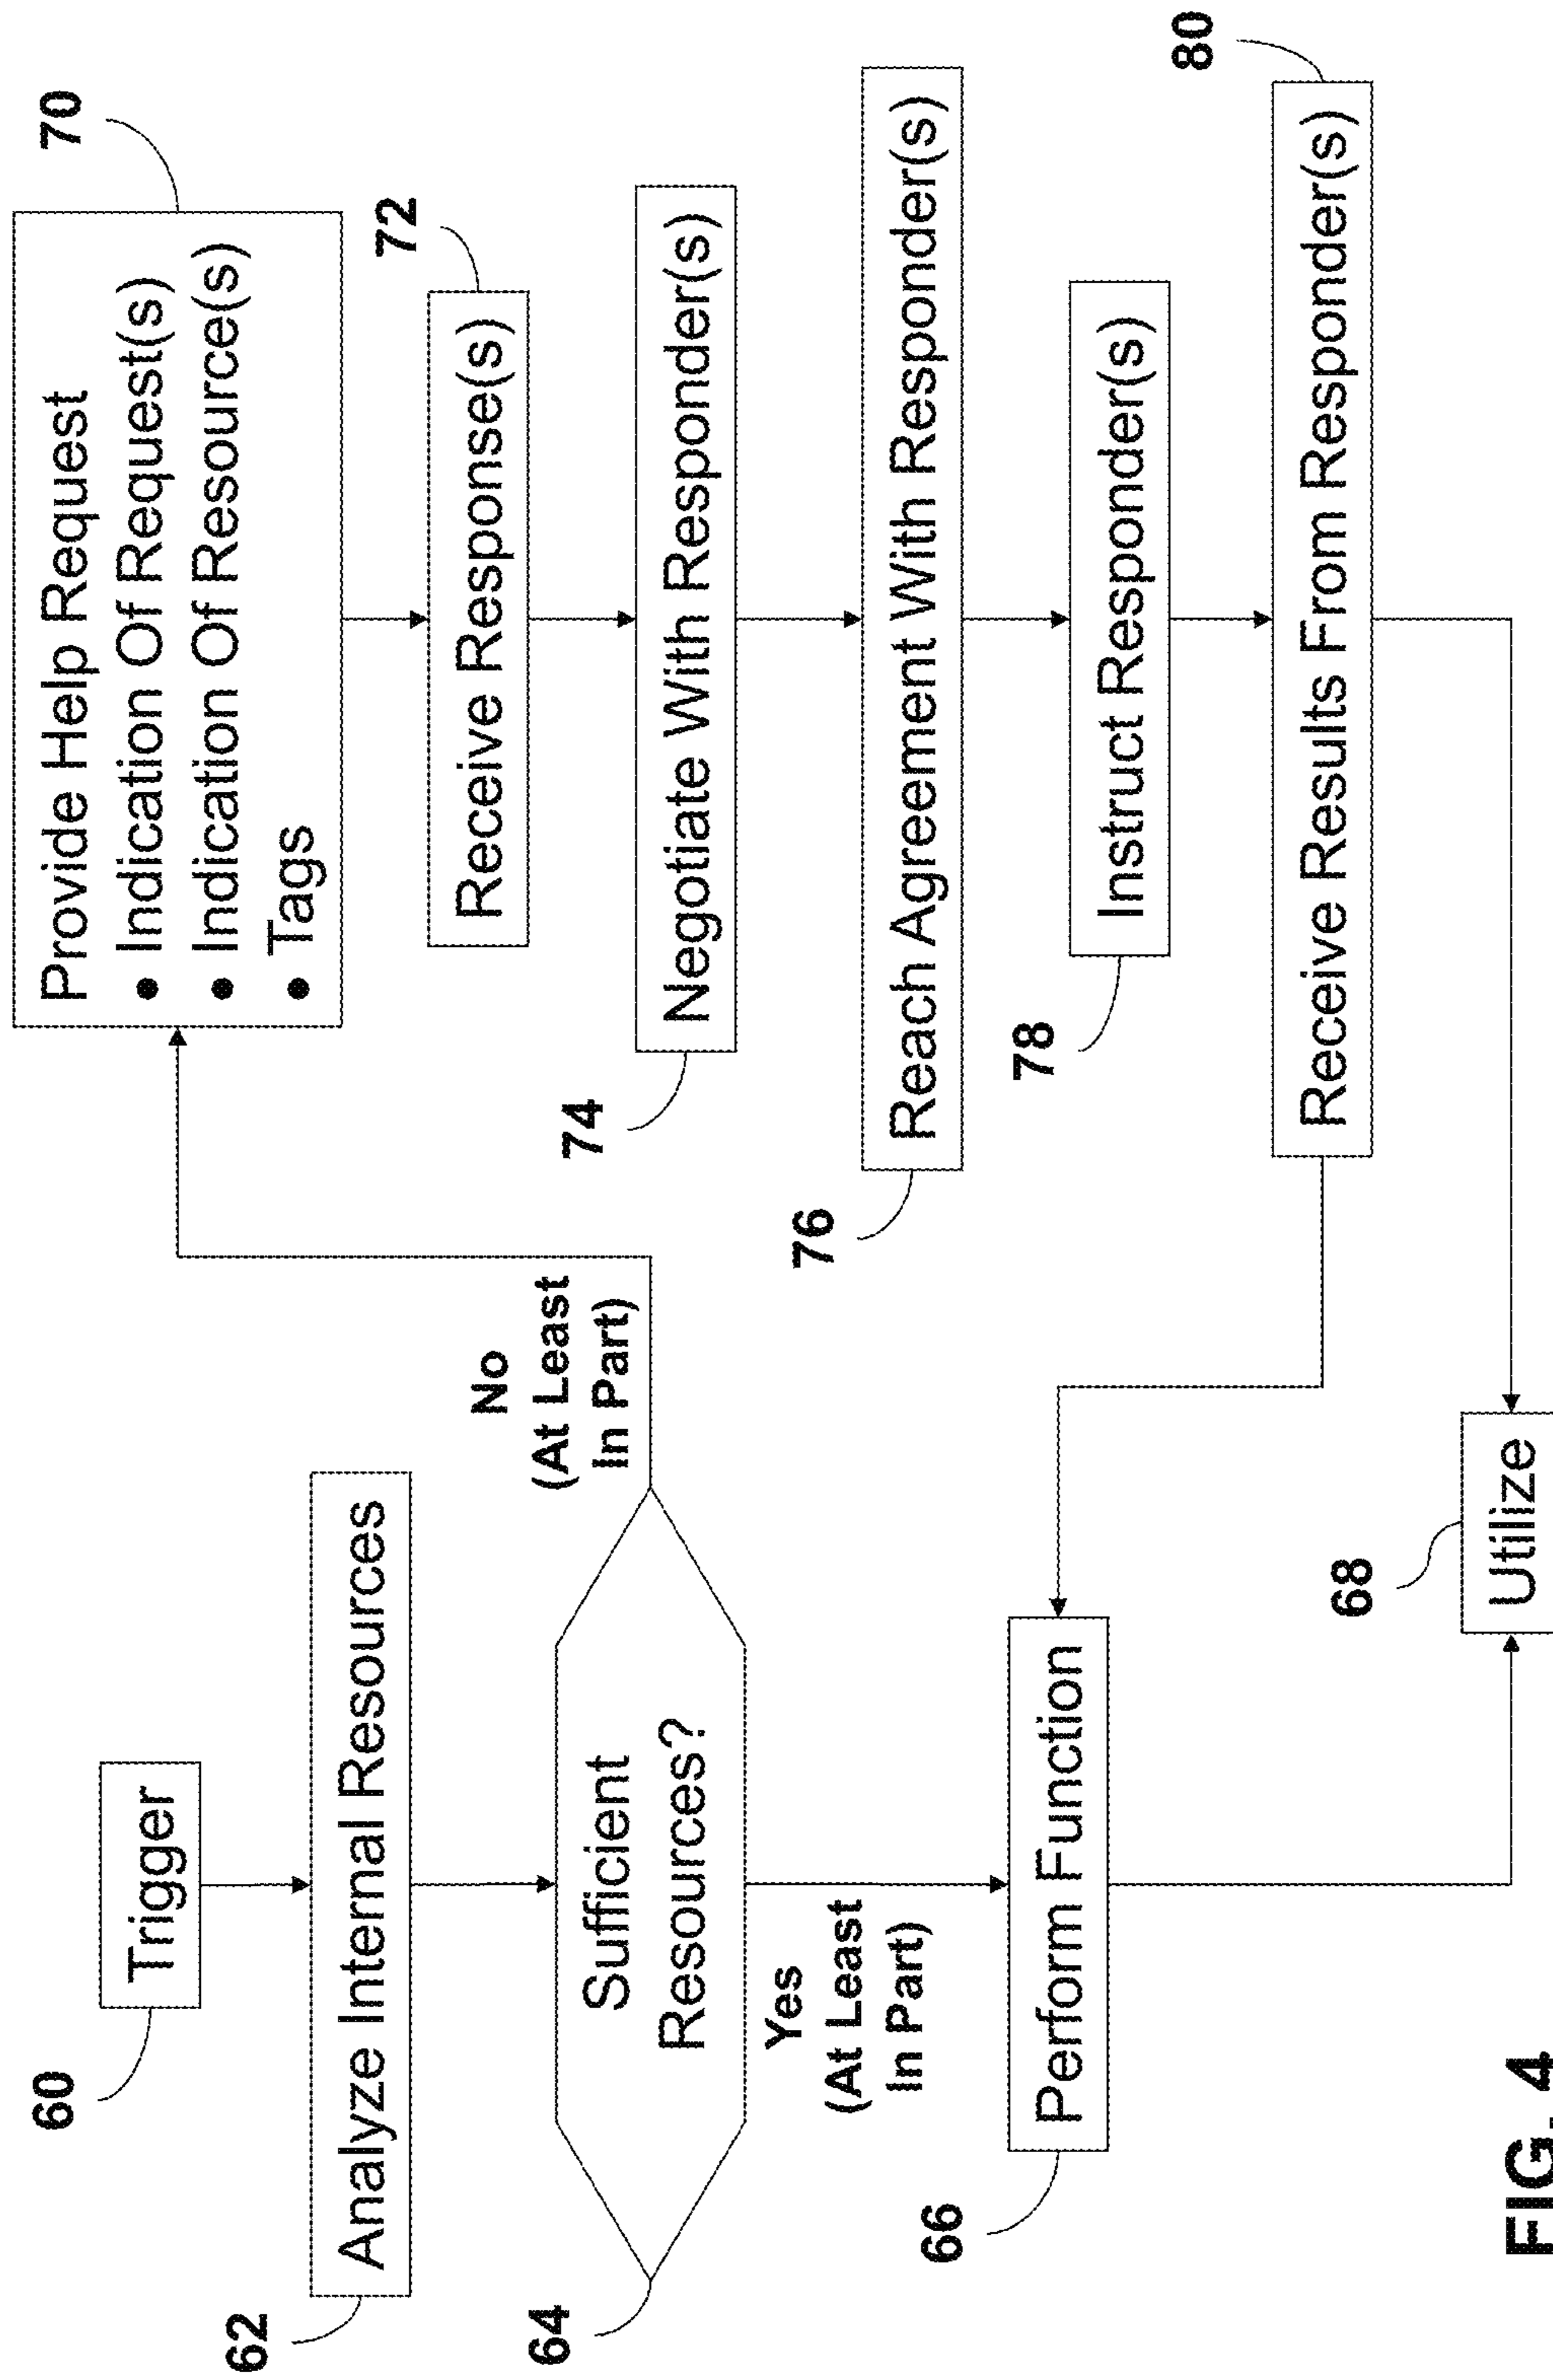 60
Trigger
62
Analyze Internal Resources
64
Sufficient
Resources?
No
(At Least
In Part)
Yes
(At Least
In Part)
66
Perform Function
68
Utilize
70
Provide Help Request
• Indication Of Request(s)
• Indication Of Resource(s)
• Tags
72
Receive Response(s)
74
Negotiate With Responder(s)
76
Reach Agreement With Responder(s)
78
Instruct Responder(s)
80
Receive Results From Responder(s)
FIG. 4